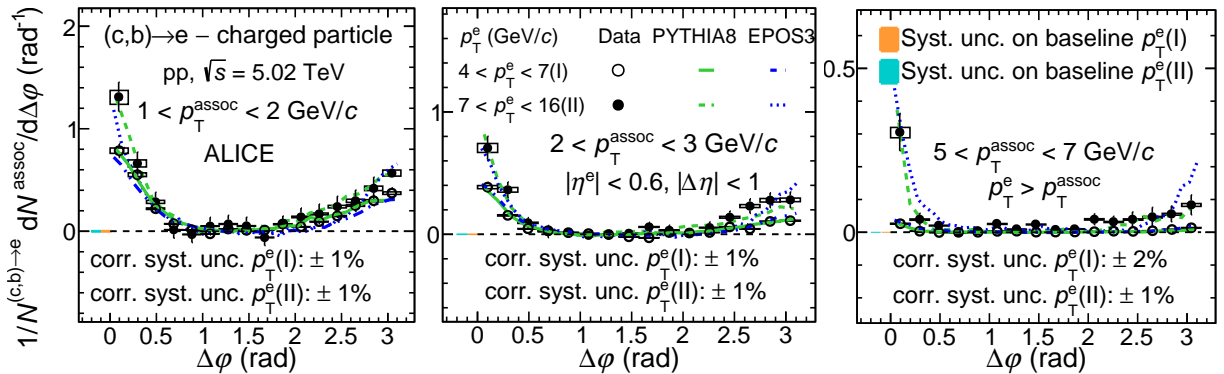 1/N^(c,b)→e dN^assoc/dΔφ (rad⁻¹)
2
1
0
(c,b)→e − charged particle
pp, √s = 5.02 TeV
1 < p_T^assoc < 2 GeV/c
ALICE
corr. syst. unc. p_T^e(I): ± 1%
corr. syst. unc. p_T^e(II): ± 1%
0 0.5 1 1.5 2 2.5 3
Δφ (rad)
2
1
0
p_T^e (GeV/c) Data PYTHIA8 EPOS3
4 < p_T^e < 7(I)
7 < p_T^e < 16(II)
2 < p_T^assoc < 3 GeV/c
|η^e| < 0.6, |Δη| < 1
corr. syst. unc. p_T^e(I): ± 1%
corr. syst. unc. p_T^e(II): ± 1%
0 0.5 1 1.5 2 2.5 3
Δφ (rad)
0.5
0
Syst. unc. on baseline p_T^e(I)
Syst. unc. on baseline p_T^e(II)
5 < p_T^assoc < 7 GeV/c
p_T^e > p_T^assoc
corr. syst. unc. p_T^e(I): ± 2%
corr. syst. unc. p_T^e(II): ± 1%
0 0.5 1 1.5 2 2.5 3
Δφ (rad)